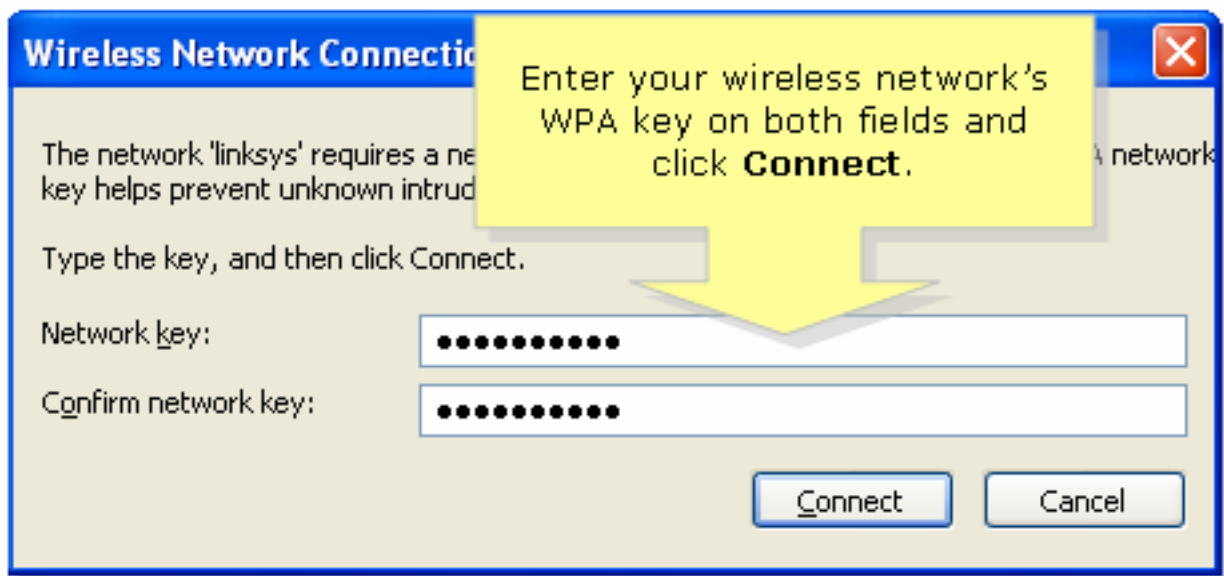 Wireless Network Connectio
Enter your wireless network's
WPA key on both fields and
click Connect.
The network 'linksys' requires a ne
network
key helps prevent unknown intrud
Type the key, and then click Connect.
Network key:
●●●●●●●●●●
Confirm network key:
●●●●●●●●●●
Connect
Cancel